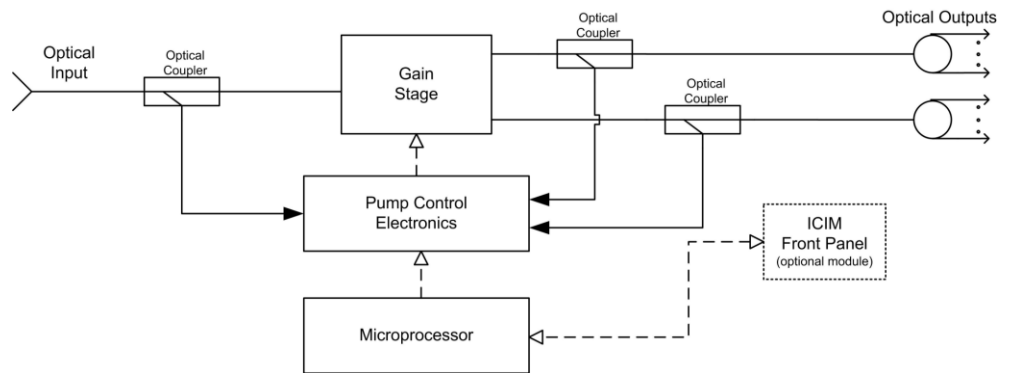 Optical
Input
Optical
Coupler
Gain
Stage
Optical
Coupler
Optical
Coupler
Optical Outputs
Pump Control
Electronics
ICIM
Front Panel
(optional module)
Microprocessor